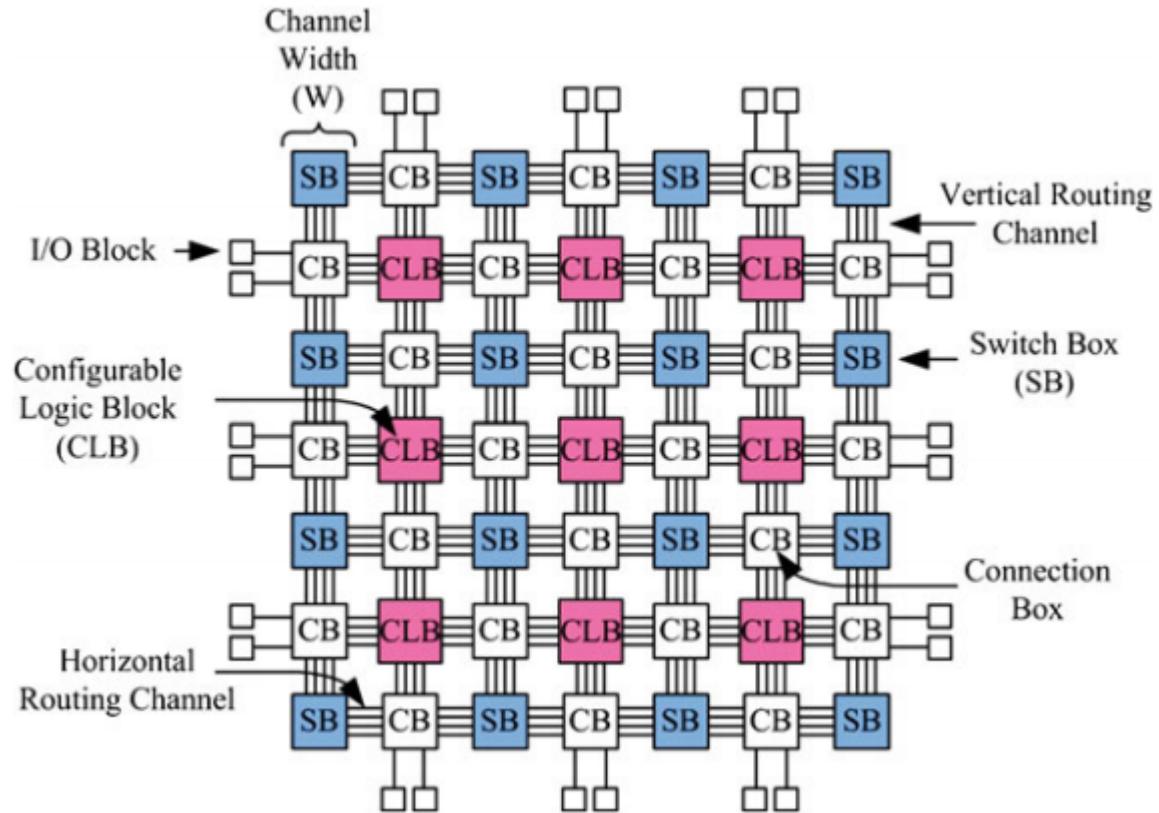 Channel
Width
(W)
SB CB SB CB SB CB SB
Vertical Routing
Channel
I/O Block
CB CLB CB CLB CB CLB CB
SB CB SB CB SB CB SB
Switch Box
(SB)
Configurable
Logic Block
(CLB)
CB CLB CB CLB CB CLB CB
SB CB SB CB SB CB SB
Connection
Box
CB CLB CB CLB CB CLB CB
Horizontal
Routing Channel
SB CB SB CB SB CB SB